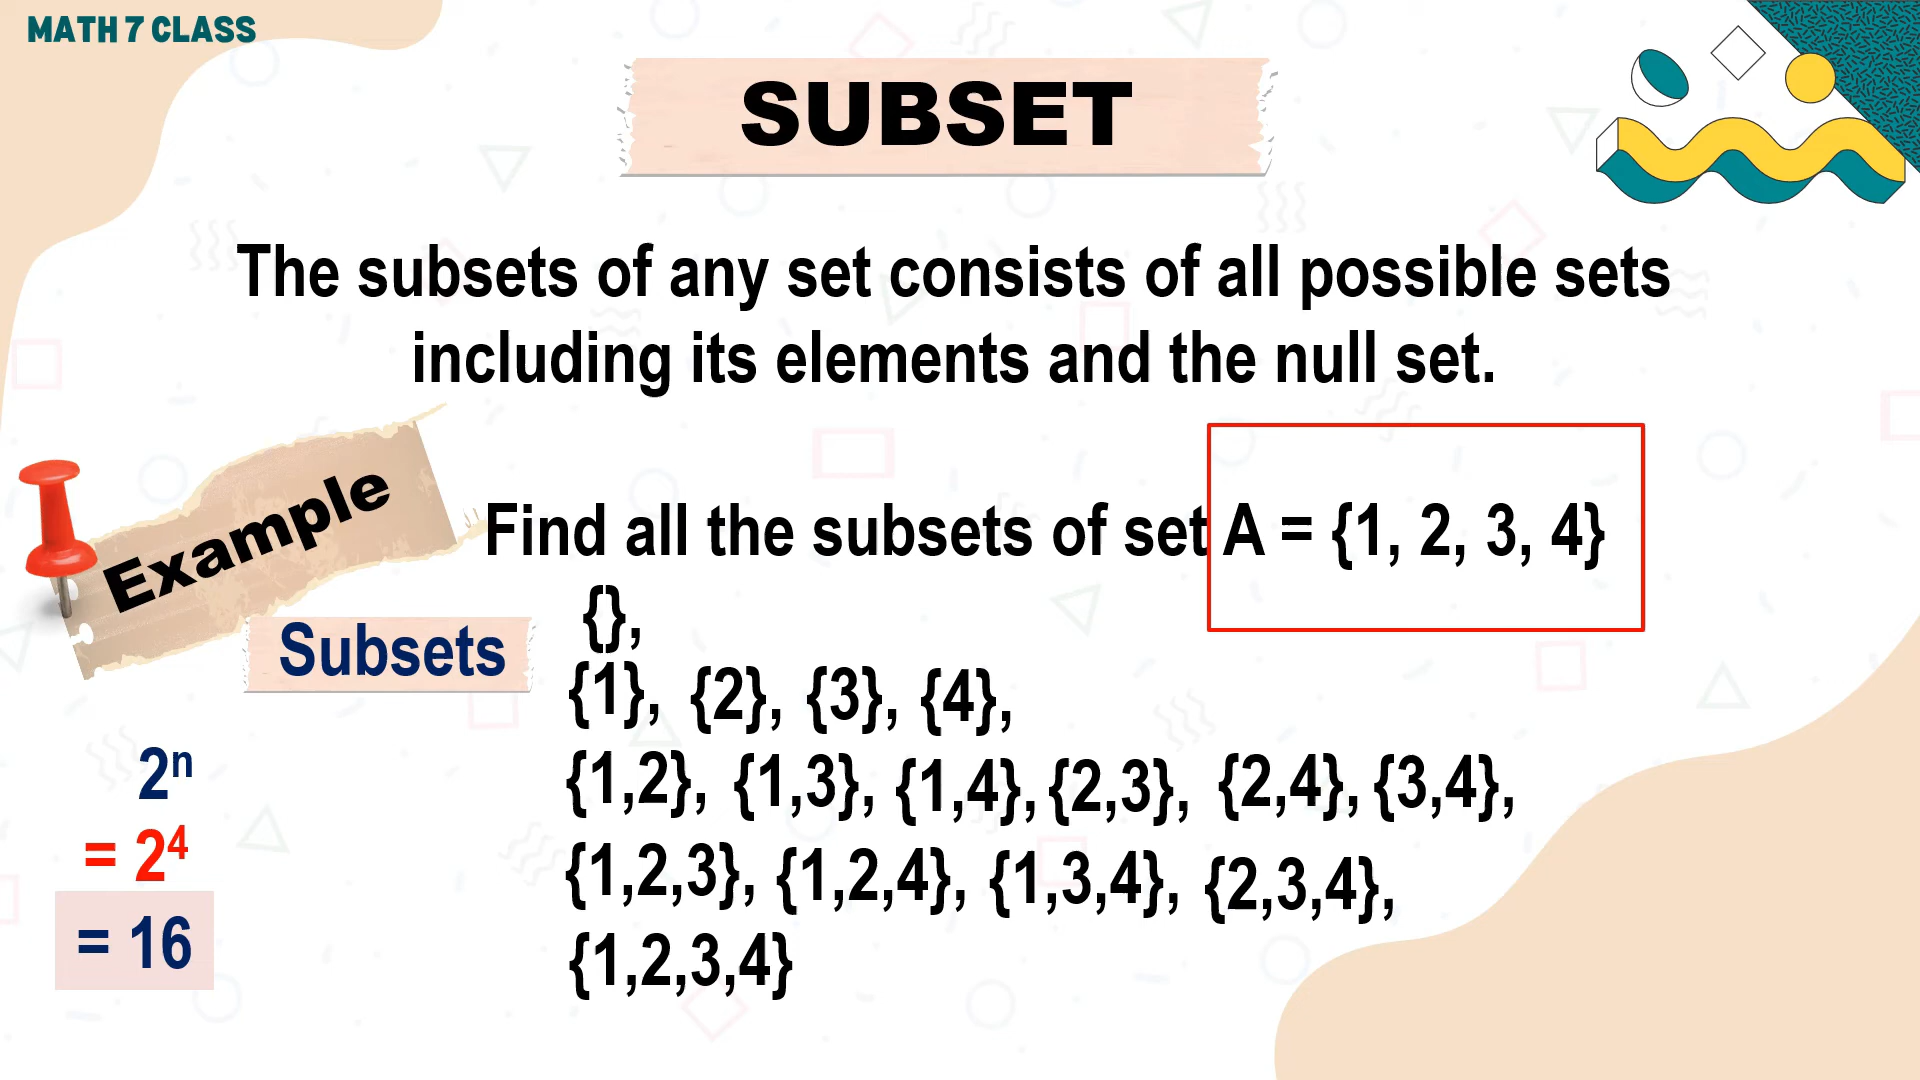 MATH 7 CLASS
SUBSET
The subsets of any set consists of all possible sets
including its elements and the null set.
Example
Find all the subsets of set A = {1, 2, 3, 4}
Subsets
{},
{1}, {2}, {3}, {4},
{1,2}, {1,3}, {1,4}, {2,3}, {2,4}, {3,4},
{1,2,3}, {1,2,4}, {1,3,4}, {2,3,4},
{1,2,3,4}
2ⁿ
= 2⁴
= 16